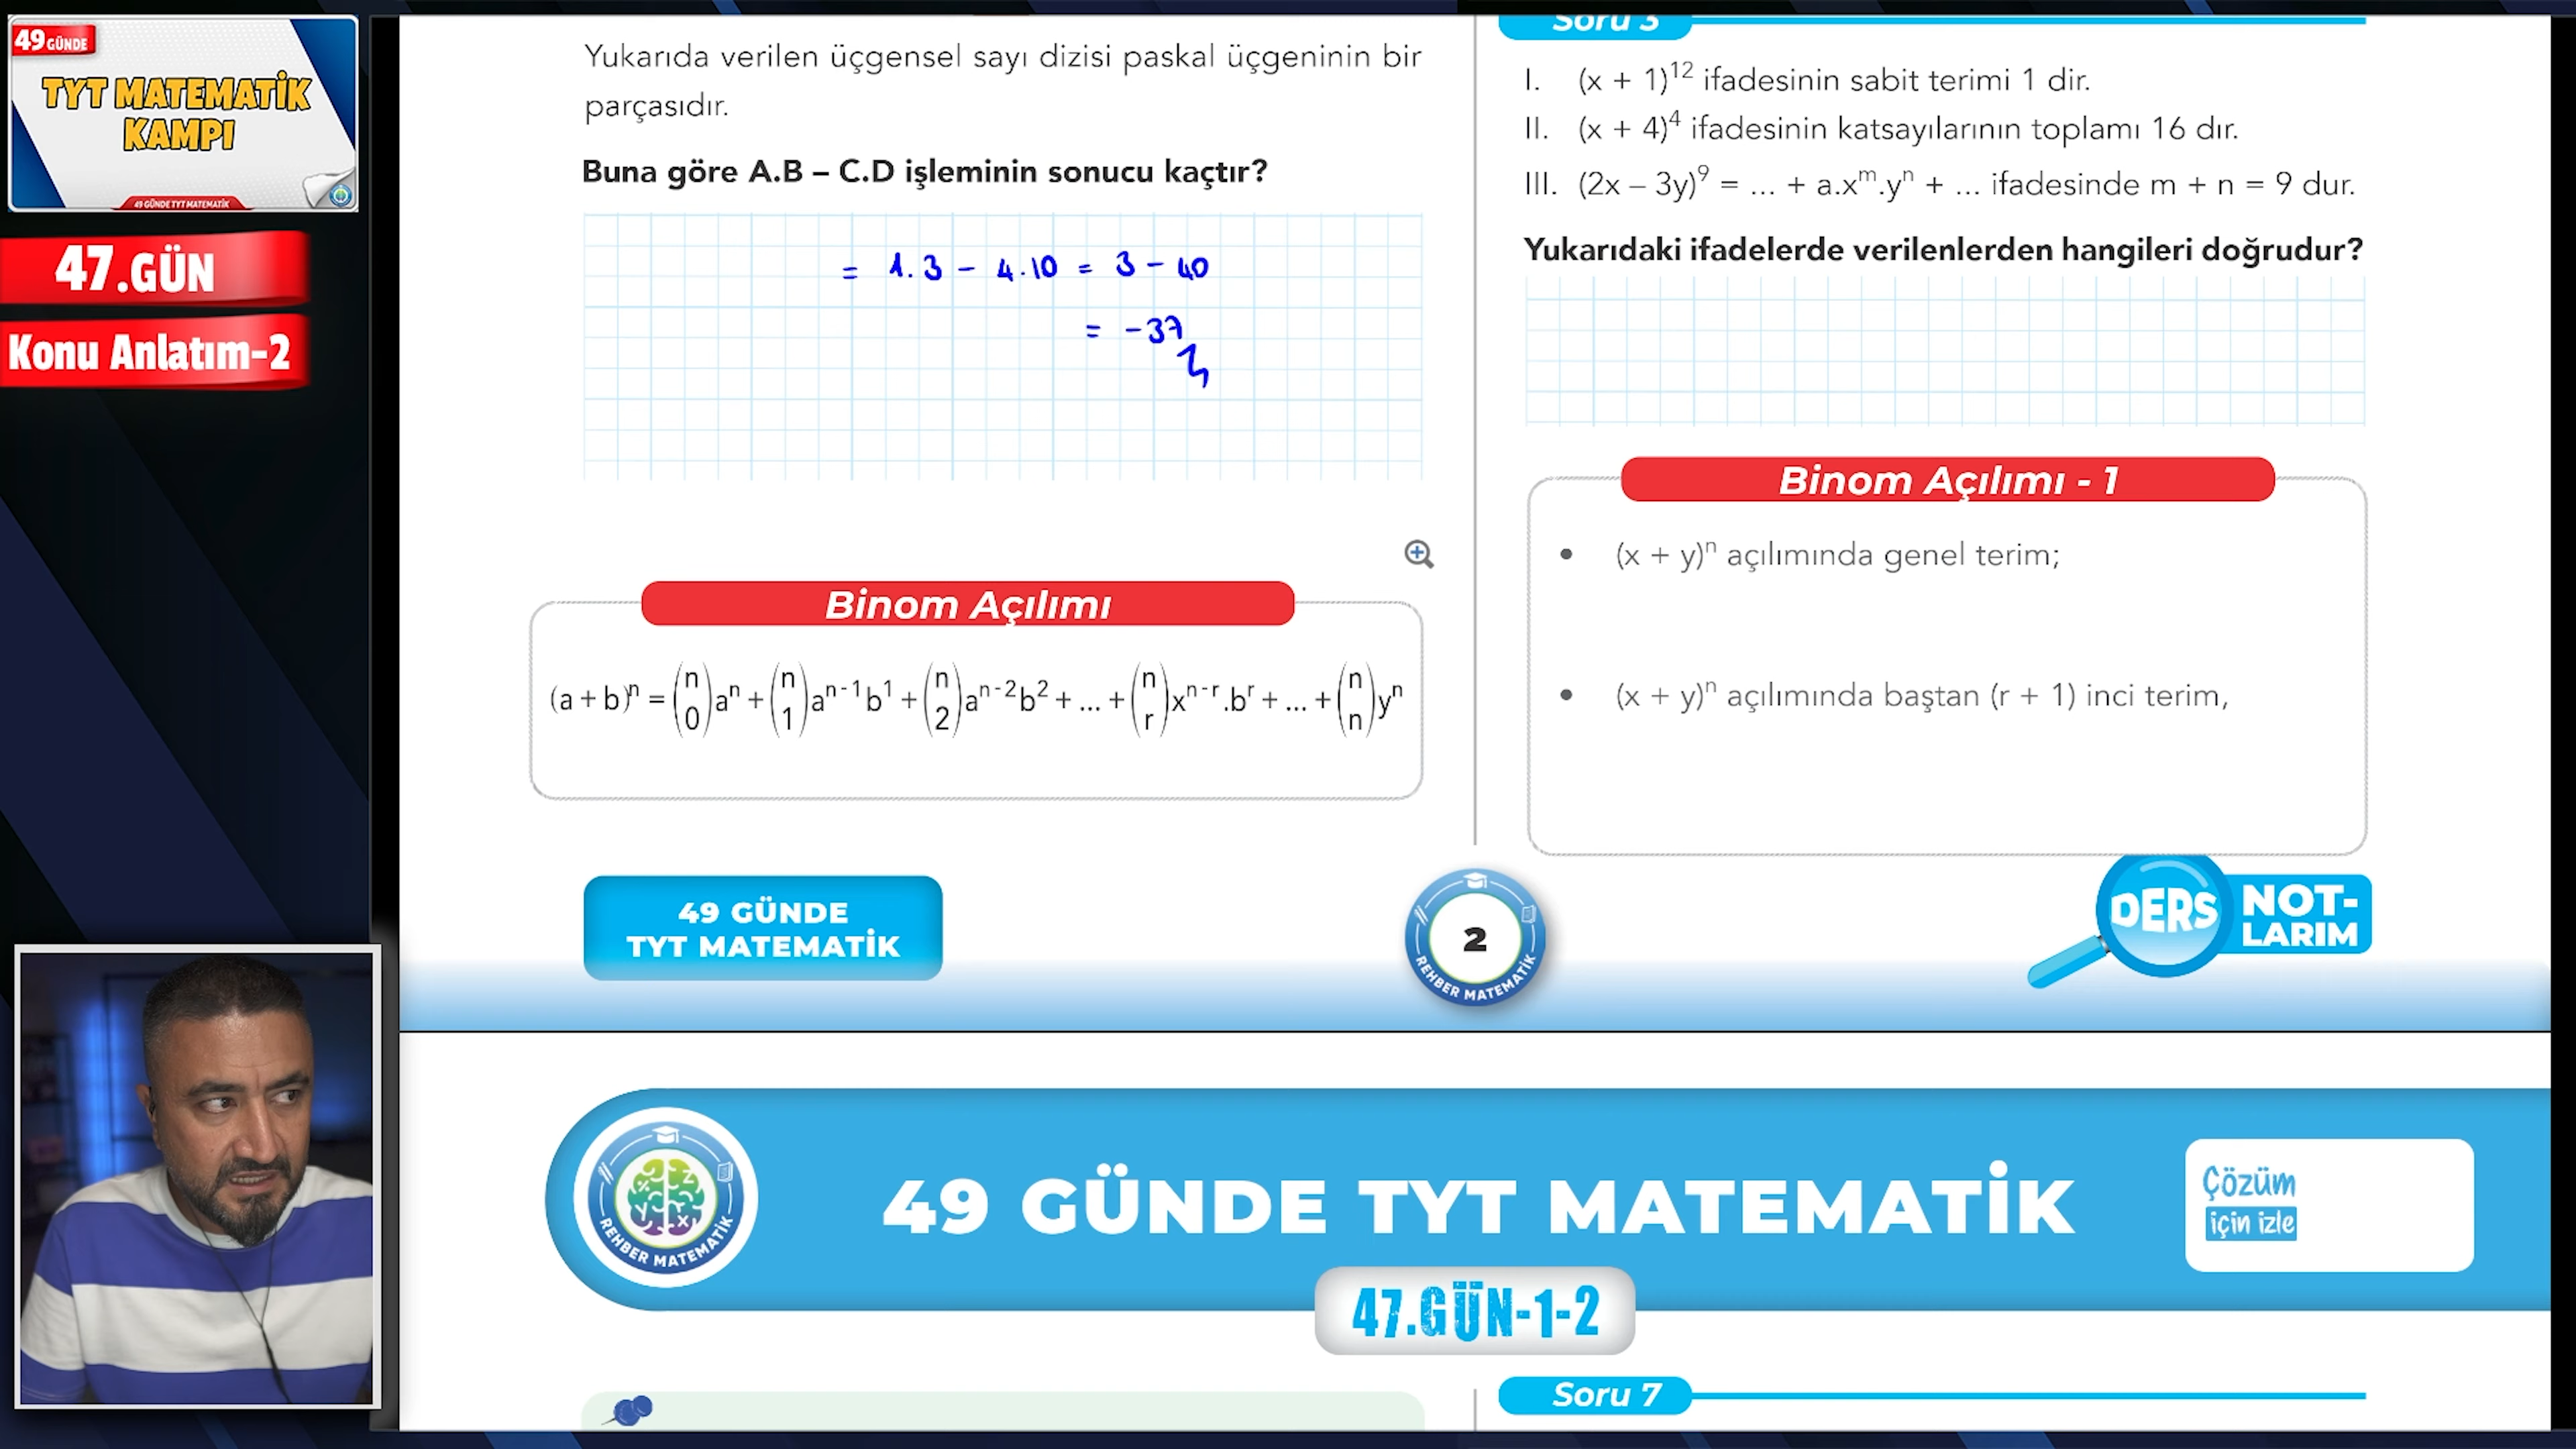 49 GÜNDE
TYT MATEMATİK
KAMPI
49 GÜNDE TYT MATEMATİK
47.GÜN
Konu Anlatım-2
Yukarıda verilen üçgensel sayı dizisi paskal üçgeninin bir
parçasıdır.
Buna göre A.B – C.D işleminin sonucu kaçtır?
= 1.3 - 4.10 = 3 - 40
= -37
Binom Açılımı
(a + b)ⁿ = (n 0)aⁿ + (n 1)aⁿ⁻¹b¹ + (n 2)aⁿ⁻²b² + ... + (n r)xⁿ⁻ʳ.bʳ + ... + (n n)yⁿ
49 GÜNDE
TYT MATEMATİK
2
REHBER MATEMATİK
Soru 3
I. (x + 1)¹² ifadesinin sabit terimi 1 dir.
II. (x + 4)⁴ ifadesinin katsayılarının toplamı 16 dır.
III. (2x – 3y)⁹ = ... + a.xᵐ.yⁿ + ... ifadesinde m + n = 9 dur.
Yukarıdaki ifadelerde verilenlerden hangileri doğrudur?
Binom Açılımı - 1
• (x + y)ⁿ açılımında genel terim;
• (x + y)ⁿ açılımında baştan (r + 1) inci terim,
DERS NOT-
LARIM
REHBER MATEMATİK
49 GÜNDE TYT MATEMATİK
Çözüm
için izle
47.GÜN-1-2
Soru 7